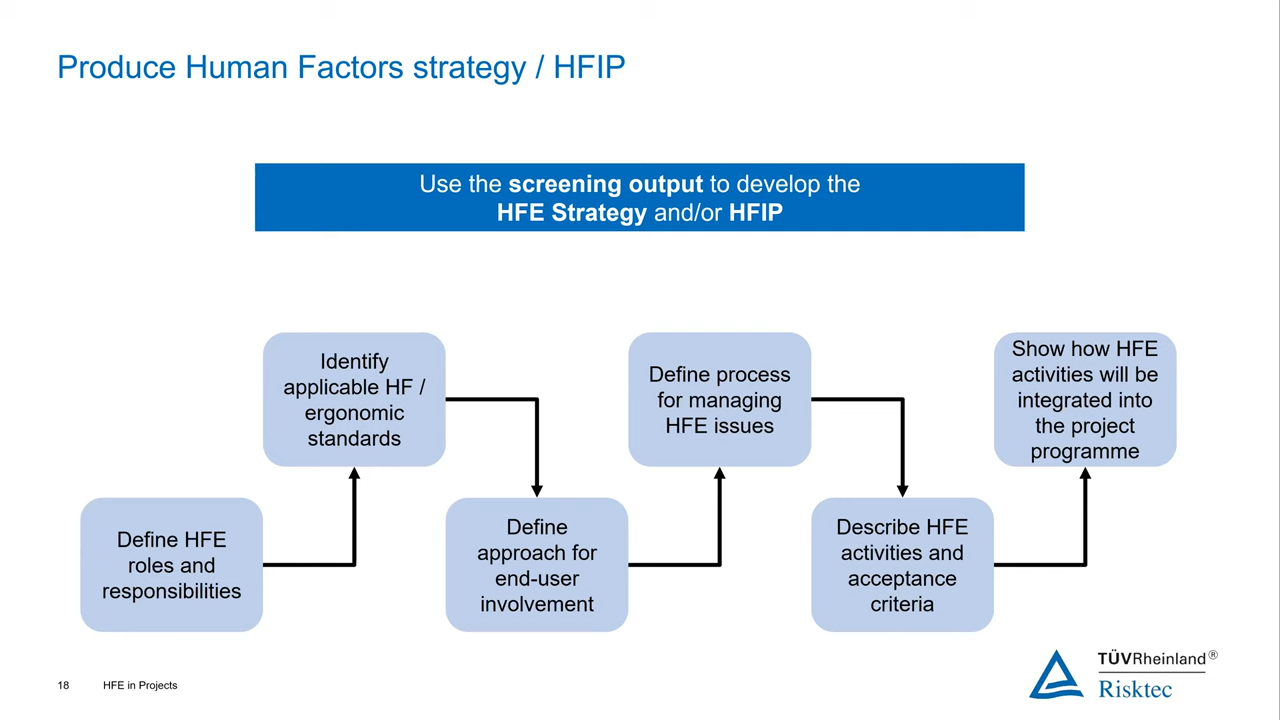 Produce Human Factors strategy / HFIP
Use the screening output to develop the
HFE Strategy and/or HFIP
Define HFE
roles and
responsibilities
Identify
applicable HF /
ergonomic
standards
Define
approach for
end-user
involvement
Define process
for managing
HFE issues
Describe HFE
activities and
acceptance
criteria
Show how HFE
activities will be
integrated into
the project
programme
18 HFE in Projects
TÜVRheinland®
Risktec